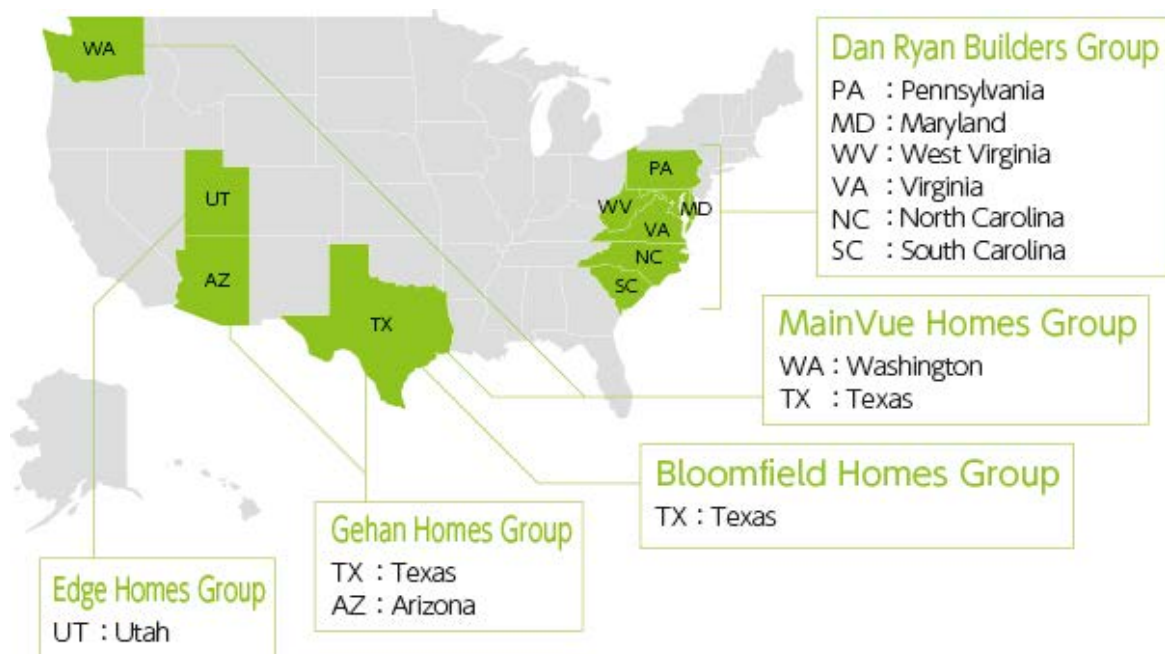 WA
UT
AZ
TX
PA
WV
MD
VA
NC
SC
Dan Ryan Builders Group
PA : Pennsylvania
MD : Maryland
WV : West Virginia
VA : Virginia
NC : North Carolina
SC : South Carolina
MainVue Homes Group
WA : Washington
TX : Texas
Bloomfield Homes Group
TX : Texas
Gehan Homes Group
TX : Texas
AZ : Arizona
Edge Homes Group
UT : Utah